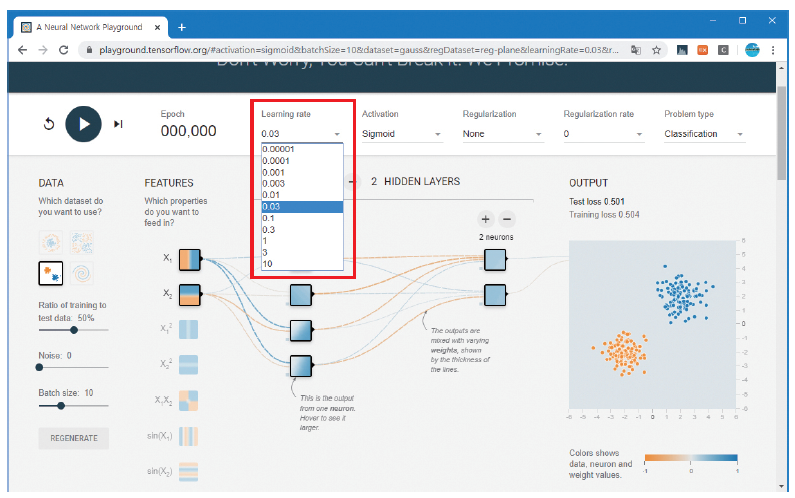 A Neural Network Playground
playground.tensorflow.org/#activation=sigmoid&batchSize=10&dataset=gauss&regDataset=reg-plane&learningRate=0.03&r...
Don't Worry, You Can't Break It. We Promise.
Epoch
000,000
Learning rate
0.03
0.00001
0.0001
0.001
0.003
0.01
0.03
0.1
0.3
1
3
10
Activation
Sigmoid
Regularization
None
Regularization rate
0
Problem type
Classification
DATA
Which dataset do
you want to use?
Ratio of training to
test data: 50%
Noise: 0
Batch size: 10
REGENERATE
FEATURES
Which properties
do you want to
feed in?
X1
X2
X1²
X2²
X1X2
sin(X1)
sin(X2)
2 HIDDEN LAYERS
+ −
2 neurons
The outputs are
mixed with varying
weights, shown
by the thickness of
the lines.
This is the output
from one neuron.
Hover to see it
larger.
OUTPUT
Test loss 0.501
Training loss 0.504
6
5
4
3
2
1
0
-1
-2
-3
-4
-5
-6
-6 -5 -4 -3 -2 -1 0 1 2 3 4 5 6
Colors shows
data, neuron and
weight values.
-1 0 1